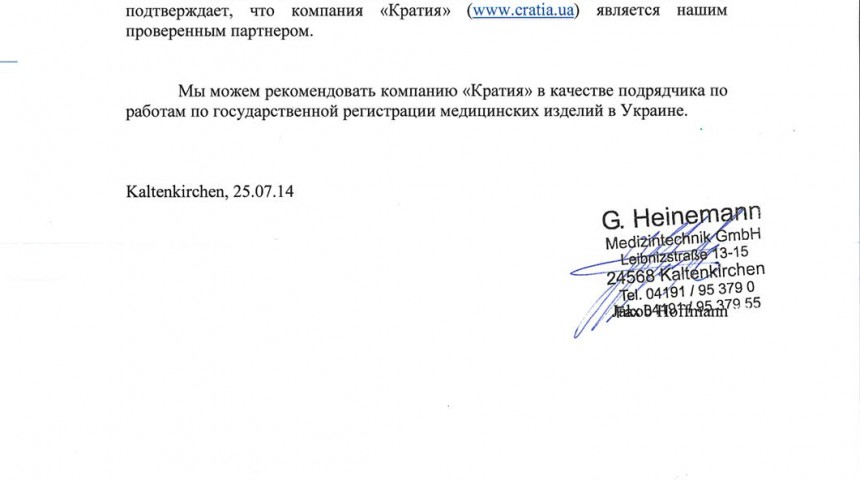 подтверждает, что компания «Кратия» (www.cratia.ua) является нашим
проверенным партнером.
Мы можем рекомендовать компанию «Кратия» в качестве подрядчика по
работам по государственной регистрации медицинских изделий в Украине.
Kaltenkirchen, 25.07.14
G. Heinemann
Medizintechnik GmbH
Leibnizstraße 13-15
24568 Kaltenkirchen
Tel. 04191 / 95 379 0
Fax 04191 / 95 379 55
Jakob Hoffmann